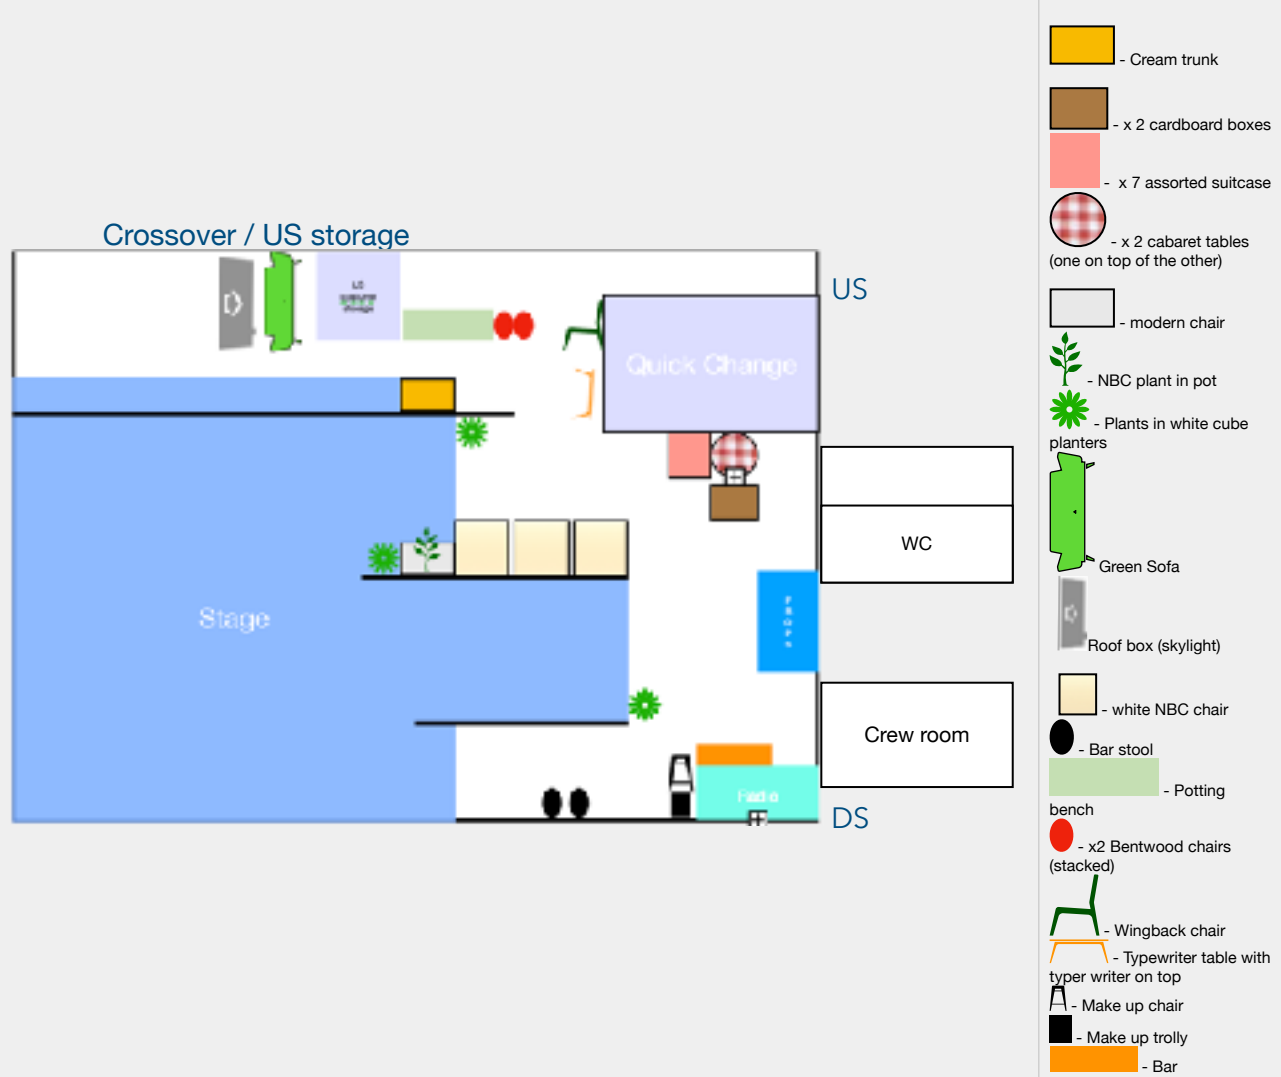 Crossover / US storage
US
Quick Change
WC
PROPS
Stage
Crew room
Radio
DS
- Cream trunk
- x 2 cardboard boxes
- x 7 assorted suitcase
- x 2 cabaret tables
(one on top of the other)
- modern chair
- NBC plant in pot
- Plants in white cube
planters
Green Sofa
Roof box (skylight)
- white NBC chair
- Bar stool
- Potting
bench
- x2 Bentwood chairs
(stacked)
- Wingback chair
- Typewriter table with
typer writer on top
- Make up chair
- Make up trolly
- Bar